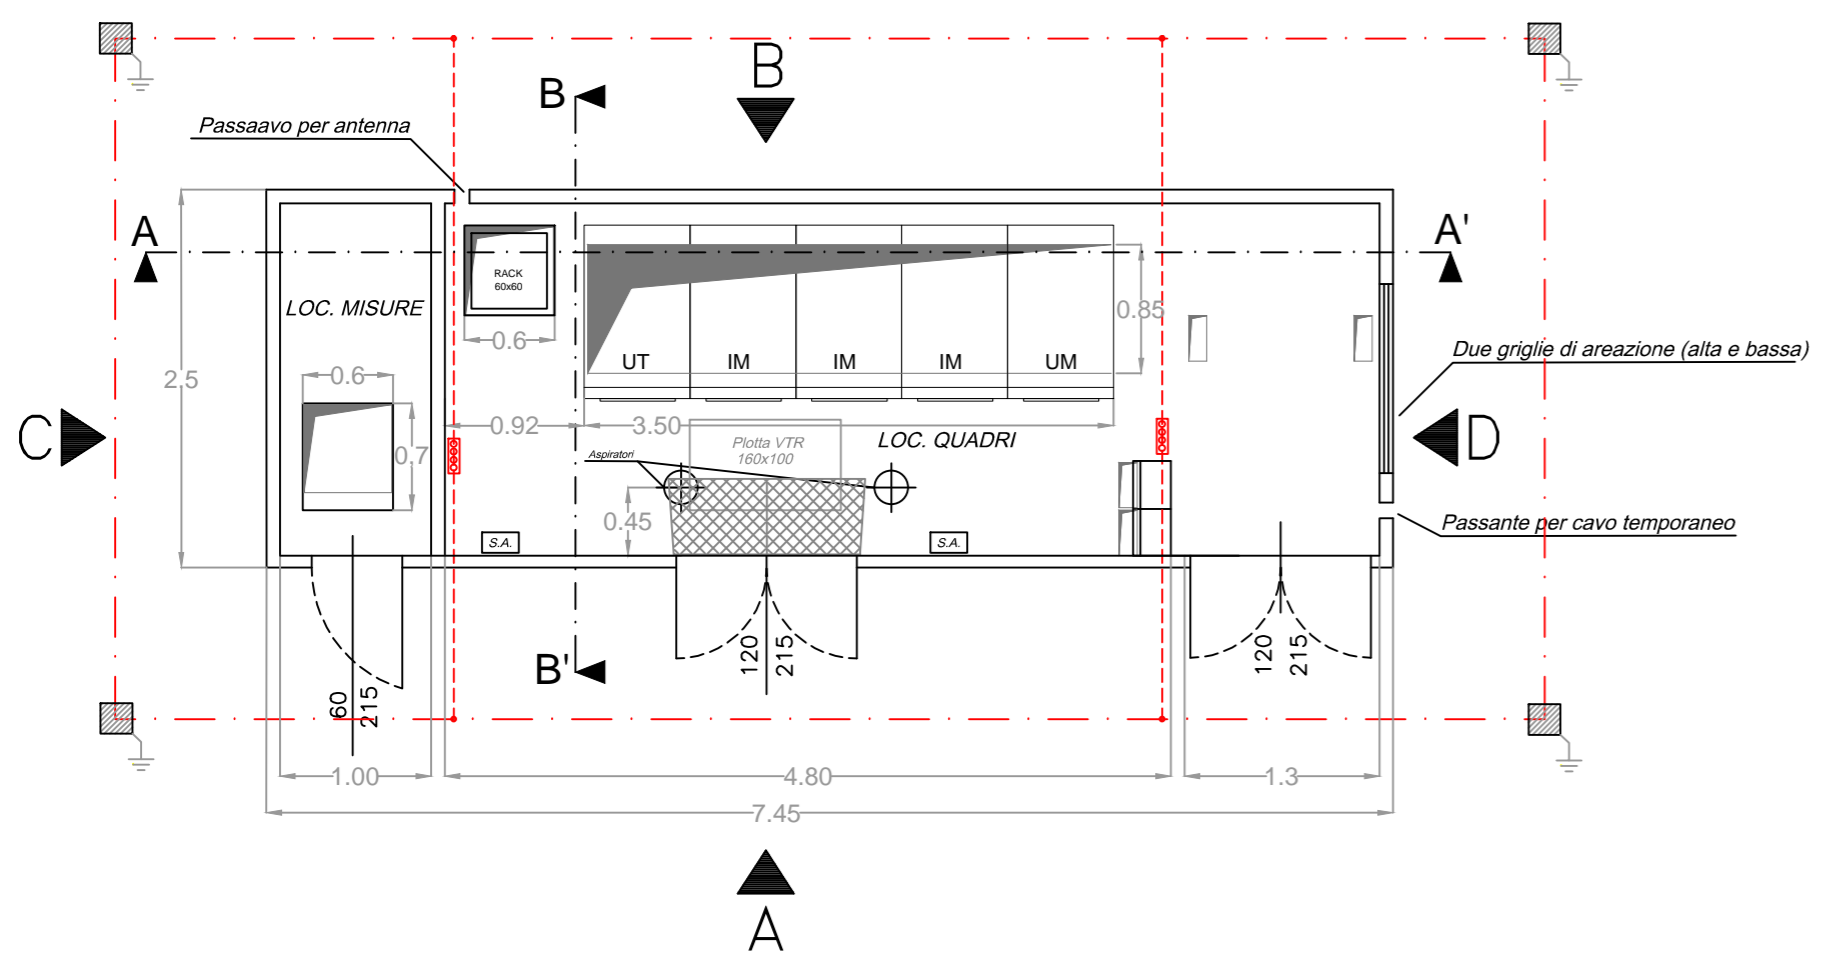 B
B
Passaavo per antenna
A
A'
RACK
60x60
LOC. MISURE
0.6
0.85
UT
IM
IM
IM
UM
Due griglie di areazione (alta e bassa)
2.5
0.6
C
0.7
0.92
3.50
Plotta VTR
160x100
LOC. QUADRI
D
Aspiratori
0.45
S.A.
S.A.
Passante per cavo temporaneo
B'
60
215
120
215
120
215
1.00
4.80
1.3
7.45
A